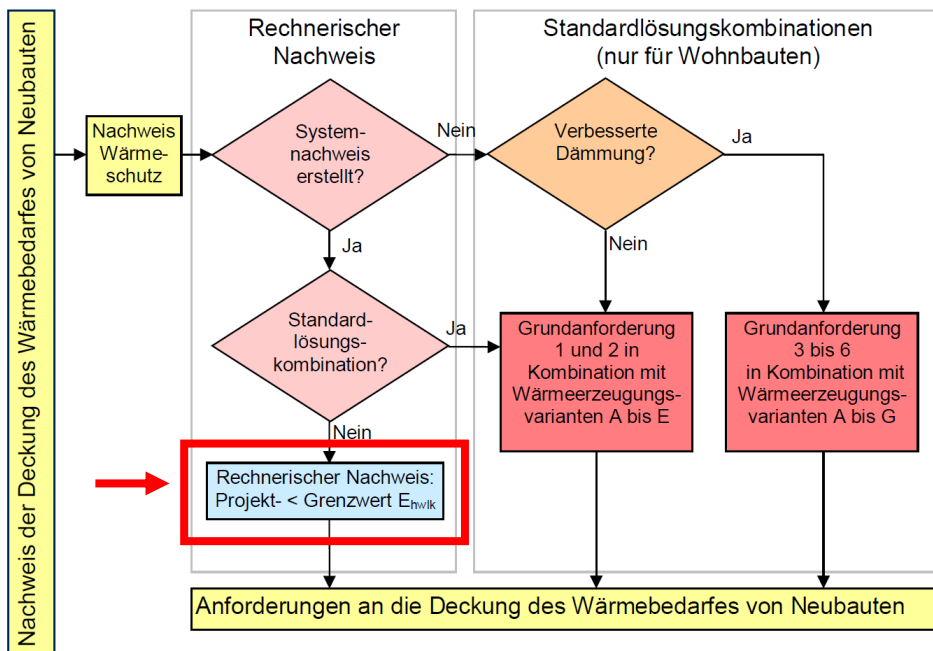 Nachweis der Deckung des Wärmebedarfes von Neubauten
Rechnerischer
Nachweis
Standardlösungskombinationen
(nur für Wohnbauten)
Nachweis
Wärme-
schutz
System-
nachweis
erstellt?
Nein
Verbesserte
Dämmung?
Ja
Ja
Nein
Standard-
lösungs-
kombination?
Ja
Grundanforderung
1 und 2 in
Kombination mit
Wärmeerzeugungs-
varianten A bis E
Grundanforderung
3 bis 6
in Kombination mit
Wärmeerzeugungs-
varianten A bis G
Nein
Rechnerischer Nachweis:
Projekt- < Grenzwert Ehwlk
Anforderungen an die Deckung des Wärmebedarfes von Neubauten